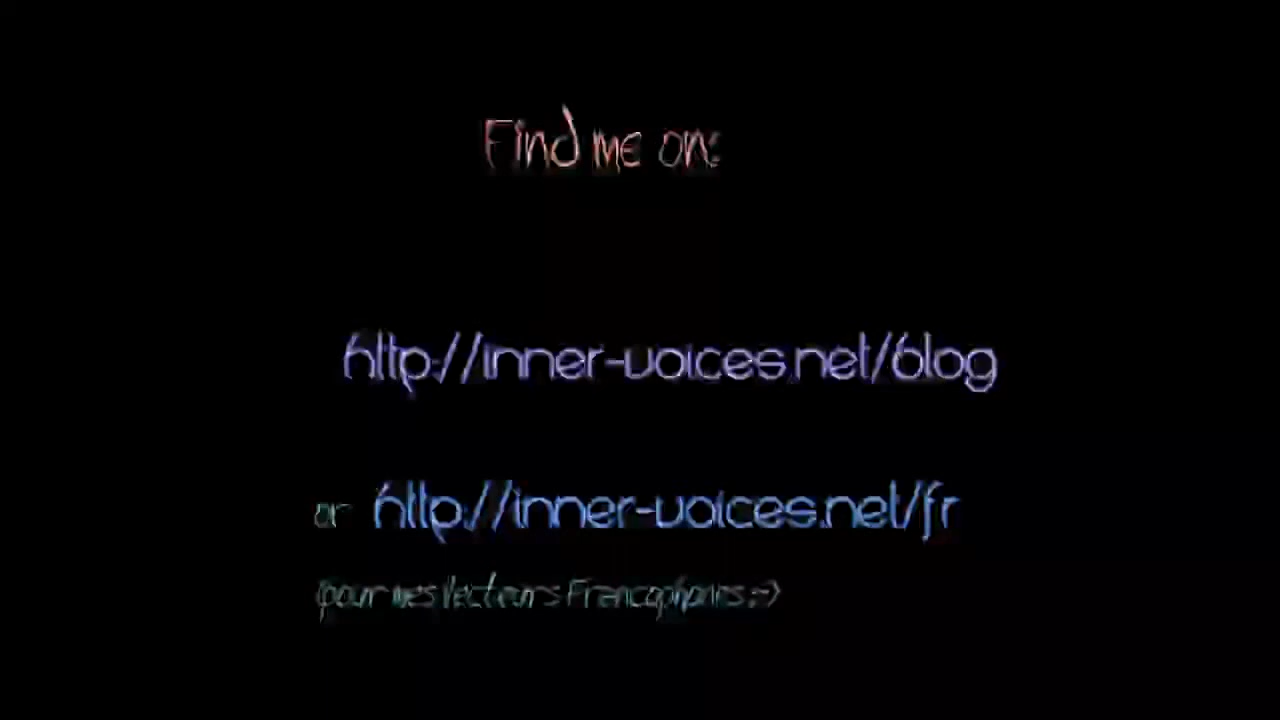 Find me on:
http://inner-voices.net/blog
or http://inner-voices.net/fr
(pour mes lecteurs Francophones :-)